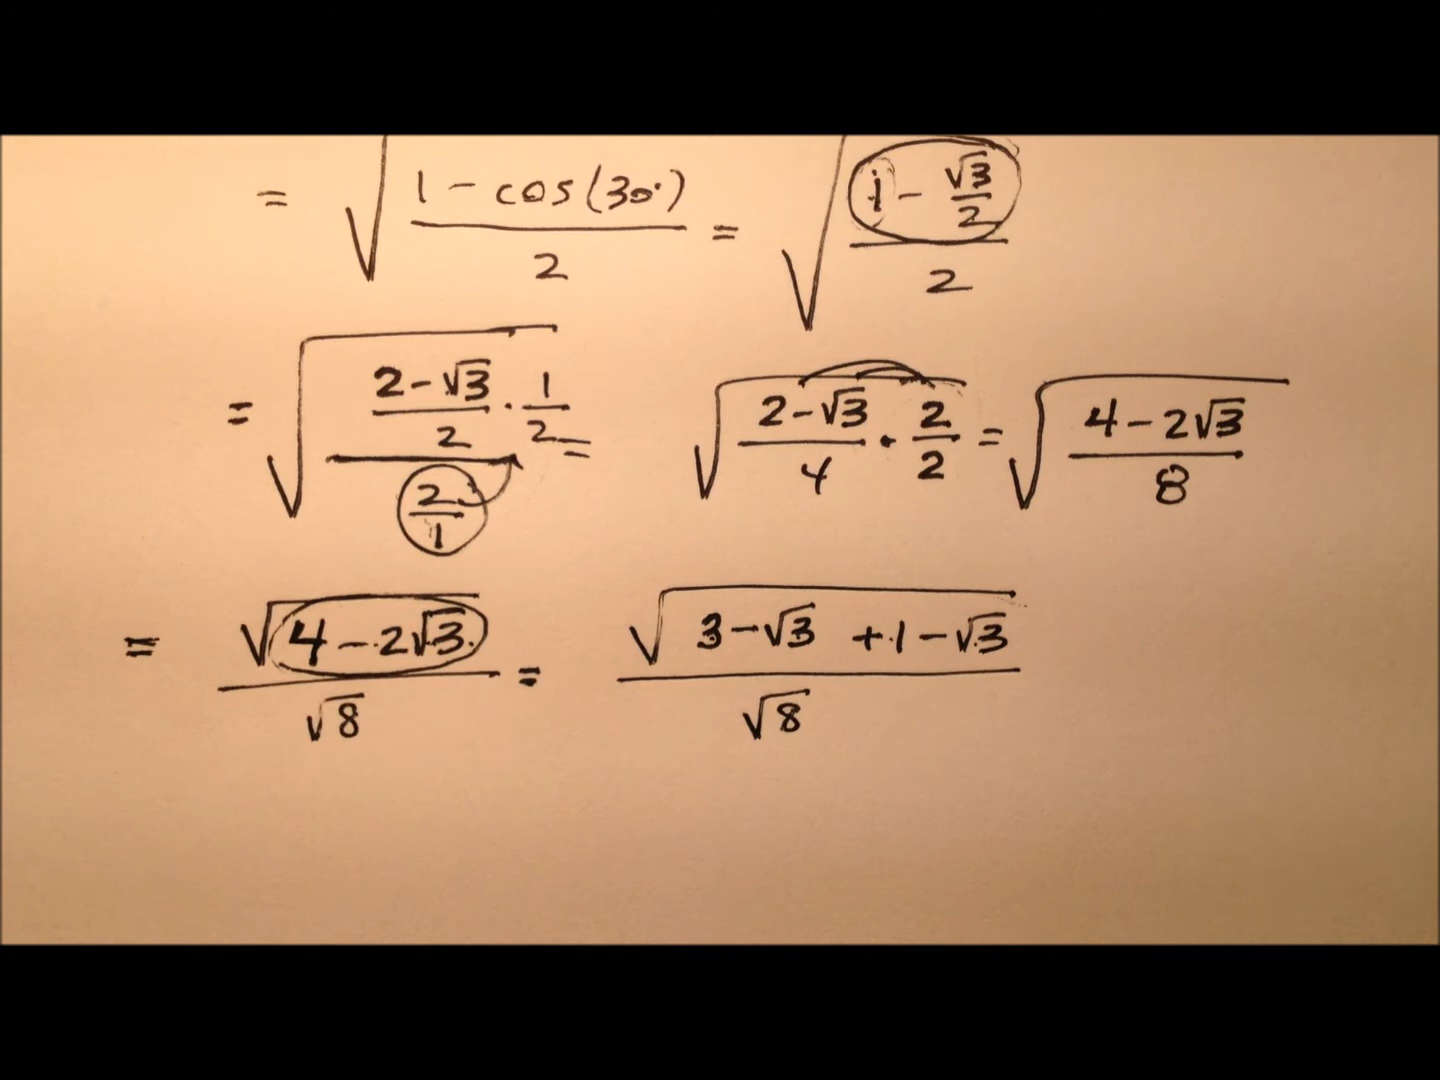 = √((1 - cos(30°))/2) = √((1 - √3/2)/2)
= √(((2-√3)/2 · 1/2)/(2/1)) = √((2-√3)/4 · 2/2) = √((4-2√3)/8)
= √(4-2√3)/√8 = √(3-√3 +1-√3)/√8